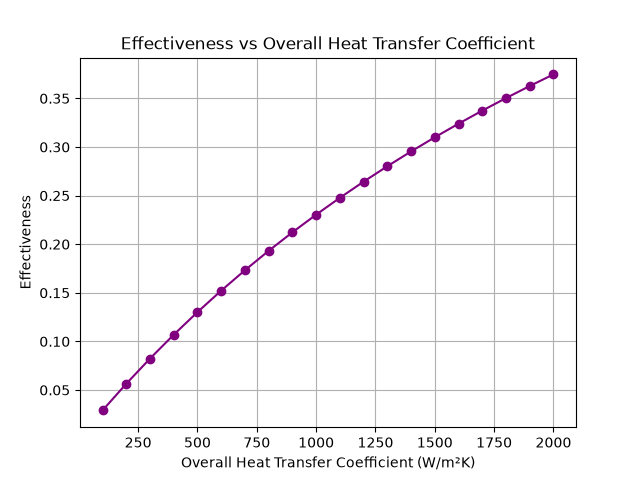 Effectiveness vs Overall Heat Transfer Coefficient
0.35
0.30
0.25
0.20
0.15
0.10
0.05
Effectiveness
250 500 750 1000 1250 1500 1750 2000
Overall Heat Transfer Coefficient (W/m²K)